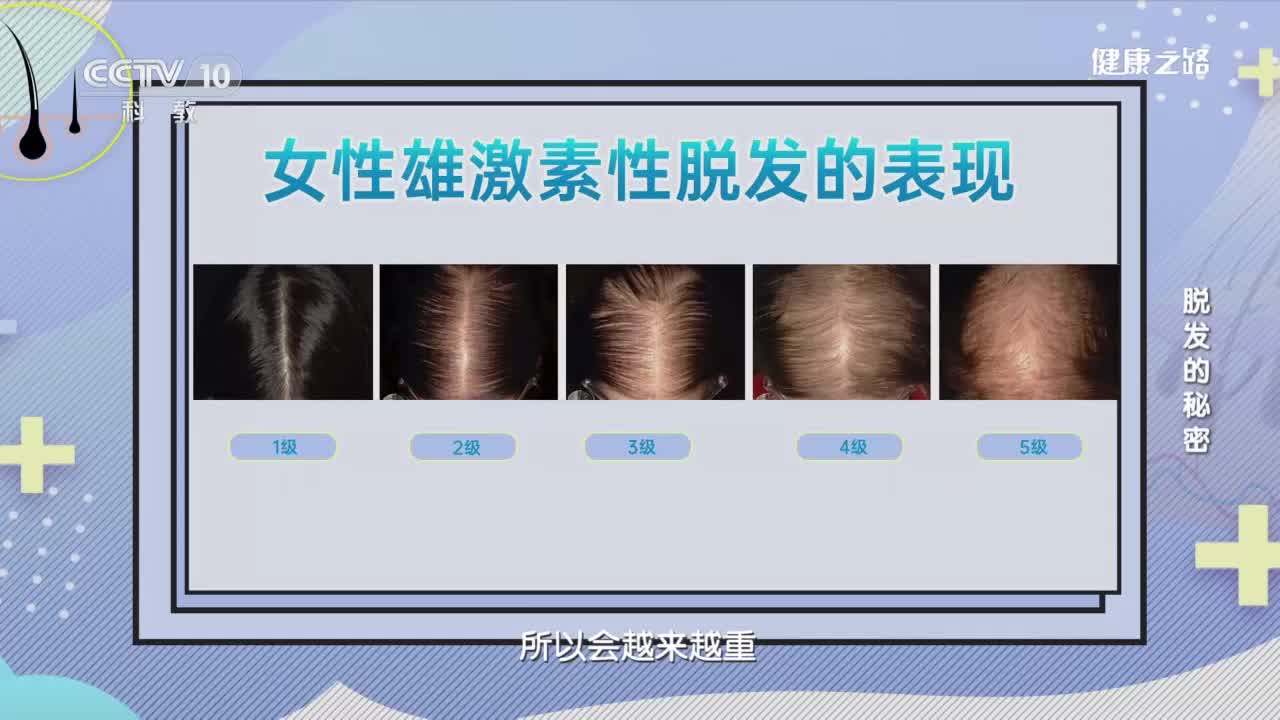 CCTV 10
科教
健康之路
女性雄激素性脱发的表现
1级
2级
3级
4级
5级
脱发的秘密
所以会越来越重